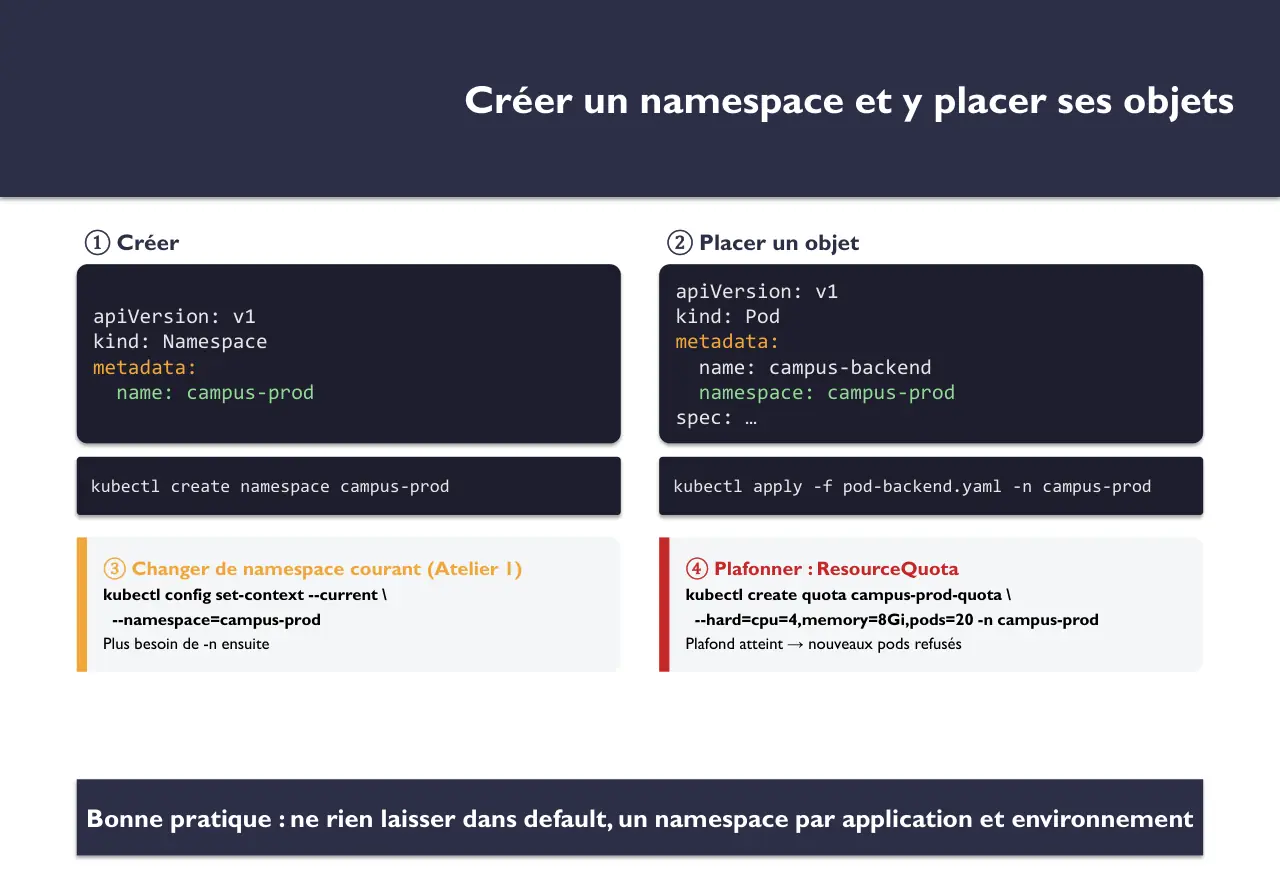 Créer un namespace et y placer ses objets
① Créer
apiVersion: v1
kind: Namespace
metadata:
  name: campus-prod
kubectl create namespace campus-prod
② Placer un objet
apiVersion: v1
kind: Pod
metadata:
  name: campus-backend
  namespace: campus-prod
spec: …
kubectl apply -f pod-backend.yaml -n campus-prod
③ Changer de namespace courant (Atelier 1)
kubectl config set-context --current \
  --namespace=campus-prod
Plus besoin de -n ensuite
④ Plafonner : ResourceQuota
kubectl create quota campus-prod-quota \
  --hard=cpu=4,memory=8Gi,pods=20 -n campus-prod
Plafond atteint → nouveaux pods refusés
Bonne pratique : ne rien laisser dans default, un namespace par application et environnement